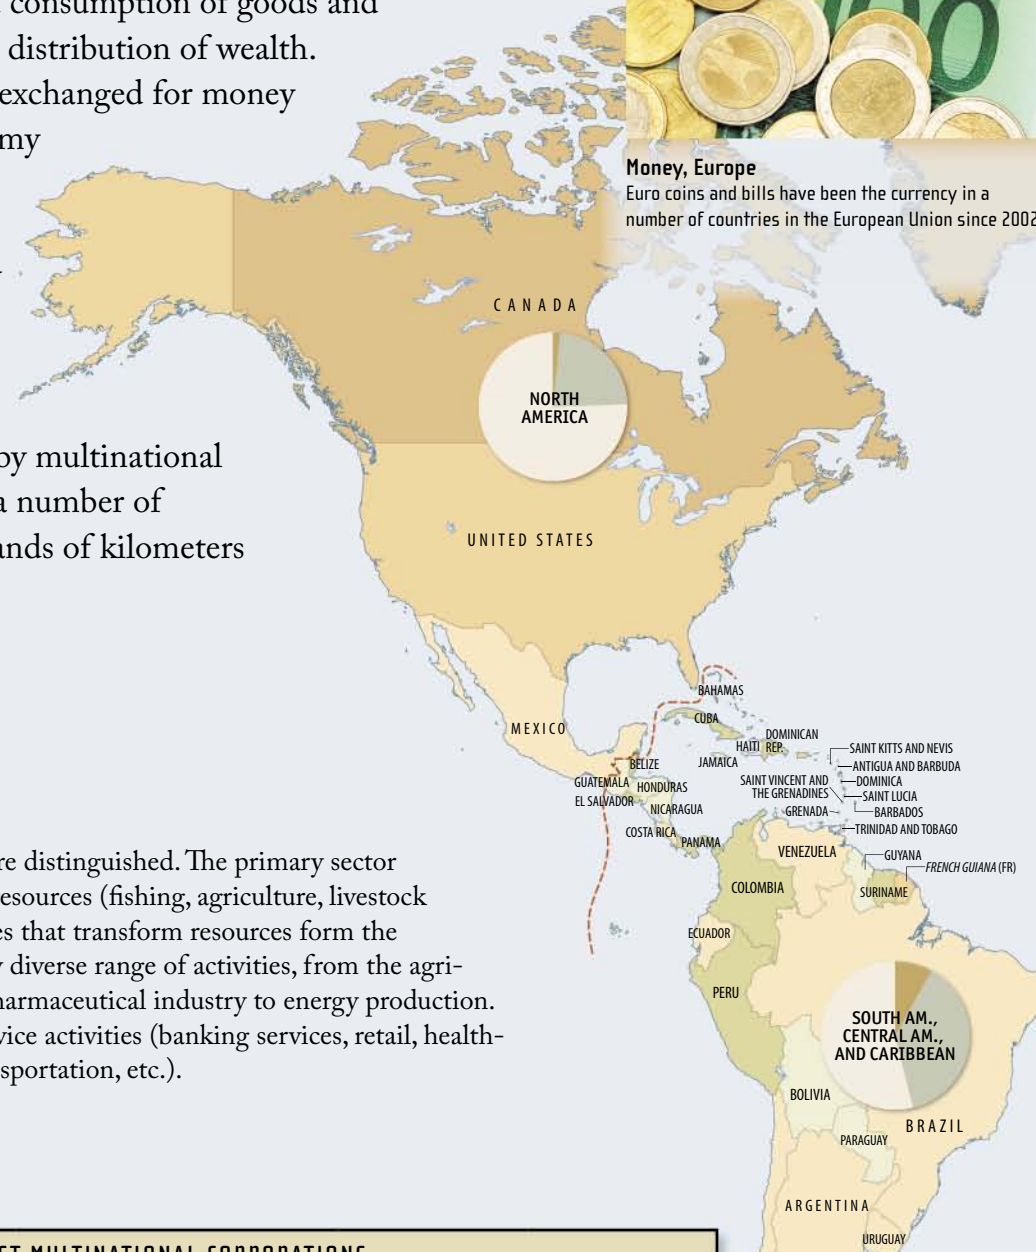 consumption of goods and
distribution of wealth.
exchanged for money
my
Money, Europe
Euro coins and bills have been the currency in a
number of countries in the European Union since 2002
100
CANADA
NORTH
AMERICA
by multinational
a number of
ands of kilometers
UNITED STATES
MEXICO
BAHAMAS
CUBA
DOMINICAN
REP.
HAITI
JAMAICA
BELIZE
GUATEMALA
HONDURAS
EL SALVADOR
NICARAGUA
COSTA RICA
PANAMA
SAINT KITTS AND NEVIS
ANTIGUA AND BARBUDA
DOMINICA
SAINT VINCENT AND
THE GRENADINES
SAINT LUCIA
BARBADOS
GRENADA
TRINIDAD AND TOBAGO
VENEZUELA
GUYANA
FRENCH GUIANA (FR)
SURINAME
COLOMBIA
ECUADOR
PERU
re distinguished. The primary sector
resources (fishing, agriculture, livestock
es that transform resources form the
y diverse range of activities, from the agri-
harmaceutical industry to energy production.
vice activities (banking services, retail, health-
sportation, etc.).
SOUTH AM.,
CENTRAL AM.,
AND CARIBBEAN
BOLIVIA
BRAZIL
PARAGUAY
ARGENTINA
URUGUAY
MULTINATIONAL CORPORATIONS